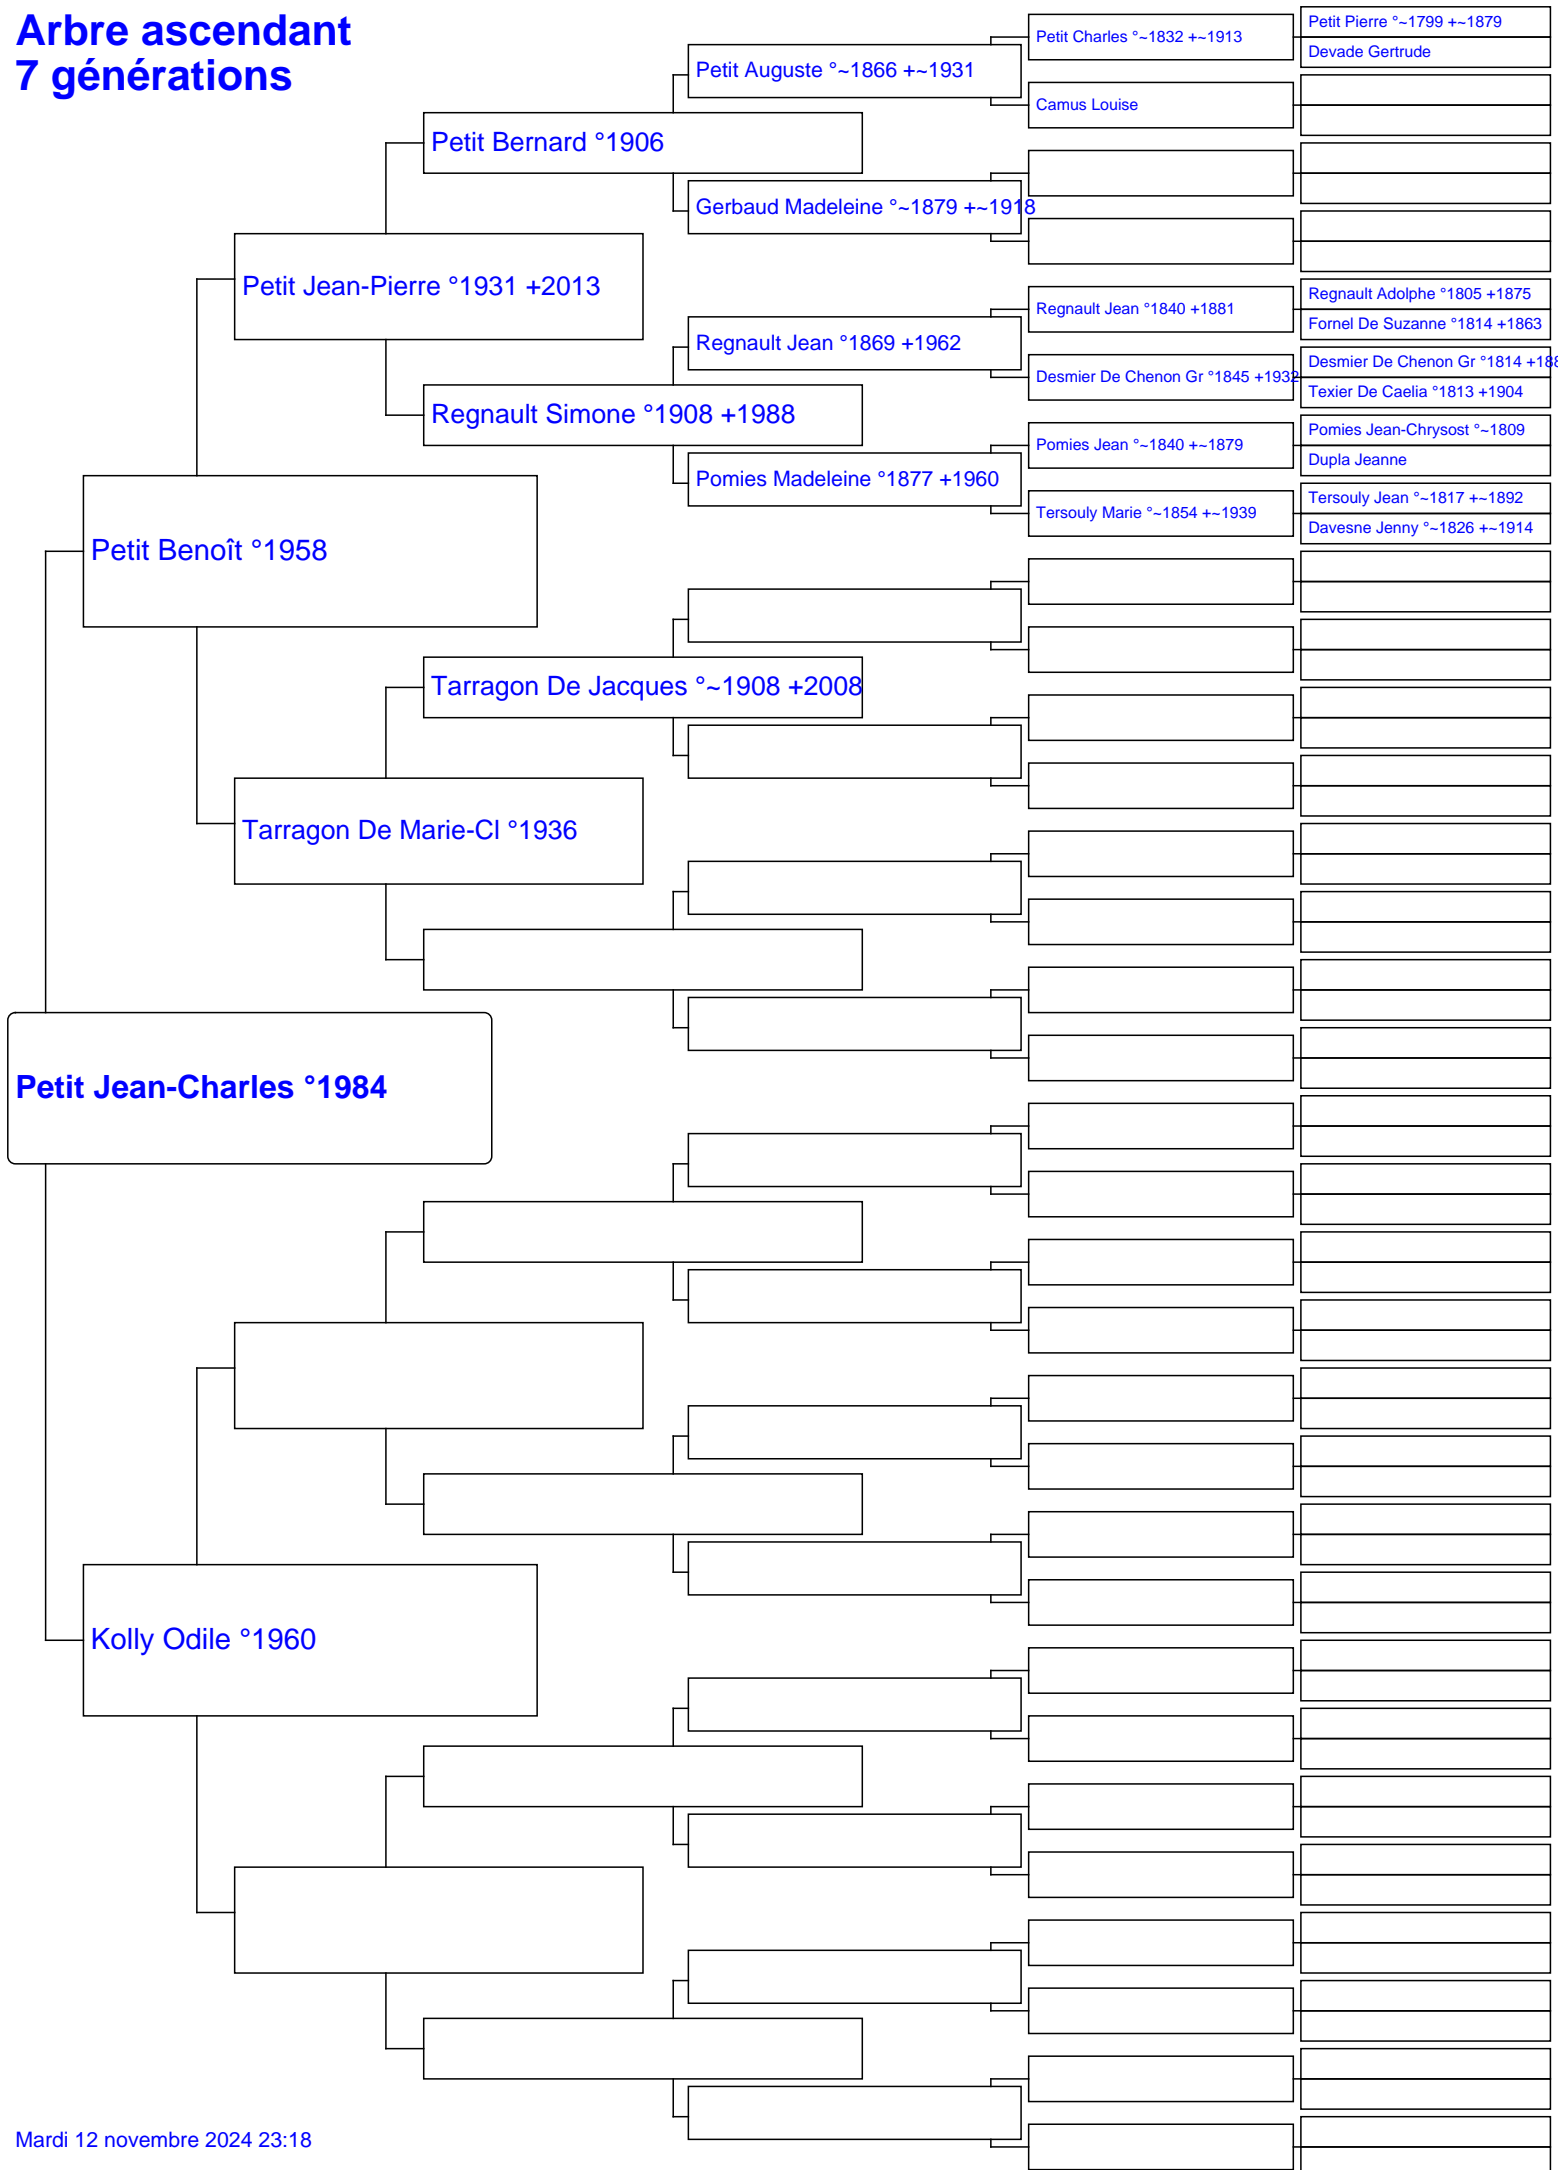 Arbre ascendant
7 générations
Petit Pierre °~1799 +~1879
Petit Charles °~1832 +~1913
Devade Gertrude
Petit Auguste °~1866 +~1931
Camus Louise
Petit Bernard °1906
Gerbaud Madeleine °~1879 +~1918
Petit Jean-Pierre °1931 +2013
Regnault Adolphe °1805 +1875
Regnault Jean °1840 +1881
Fornel De Suzanne °1814 +1863
Regnault Jean °1869 +1962
Desmier De Chenon Gr °1814 +188
Desmier De Chenon Gr °1845 +1932
Texier De Caelia °1813 +1904
Regnault Simone °1908 +1988
Pomies Jean-Chrysost °~1809
Pomies Jean °~1840 +~1879
Dupla Jeanne
Pomies Madeleine °1877 +1960
Tersouly Jean °~1817 +~1892
Tersouly Marie °~1854 +~1939
Davesne Jenny °~1826 +~1914
Petit Benoît °1958
Tarragon De Jacques °~1908 +2008
Tarragon De Marie-Cl °1936
Petit Jean-Charles °1984
Kolly Odile °1960
Mardi 12 novembre 2024 23:18